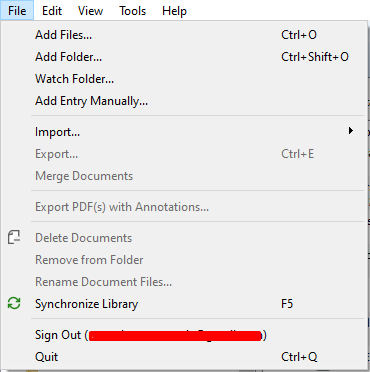 File Edit View Tools Help
Add Files... Ctrl+O
Add Folder... Ctrl+Shift+O
Watch Folder...
Add Entry Manually...
Import...
Export... Ctrl+E
Merge Documents
Export PDF(s) with Annotations...
Delete Documents
Remove from Folder
Rename Document Files...
Synchronize Library F5
Sign Out ( )
Quit Ctrl+Q